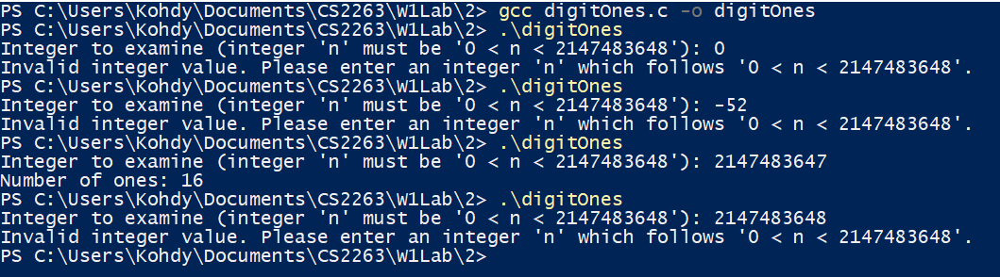 PS C:\Users\Kohdy\Documents\CS2263\W1Lab\2> gcc digitOnes.c -o digitOnes
PS C:\Users\Kohdy\Documents\CS2263\W1Lab\2> .\digitOnes
Integer to examine (integer 'n' must be '0 < n < 2147483648'): 0
Invalid integer value. Please enter an integer 'n' which follows '0 < n < 2147483648'.
PS C:\Users\Kohdy\Documents\CS2263\W1Lab\2> .\digitOnes
Integer to examine (integer 'n' must be '0 < n < 2147483648'): -52
Invalid integer value. Please enter an integer 'n' which follows '0 < n < 2147483648'.
PS C:\Users\Kohdy\Documents\CS2263\W1Lab\2> .\digitOnes
Integer to examine (integer 'n' must be '0 < n < 2147483648'): 2147483647
Number of ones: 16
PS C:\Users\Kohdy\Documents\CS2263\W1Lab\2> .\digitOnes
Integer to examine (integer 'n' must be '0 < n < 2147483648'): 2147483648
Invalid integer value. Please enter an integer 'n' which follows '0 < n < 2147483648'.
PS C:\Users\Kohdy\Documents\CS2263\W1Lab\2>